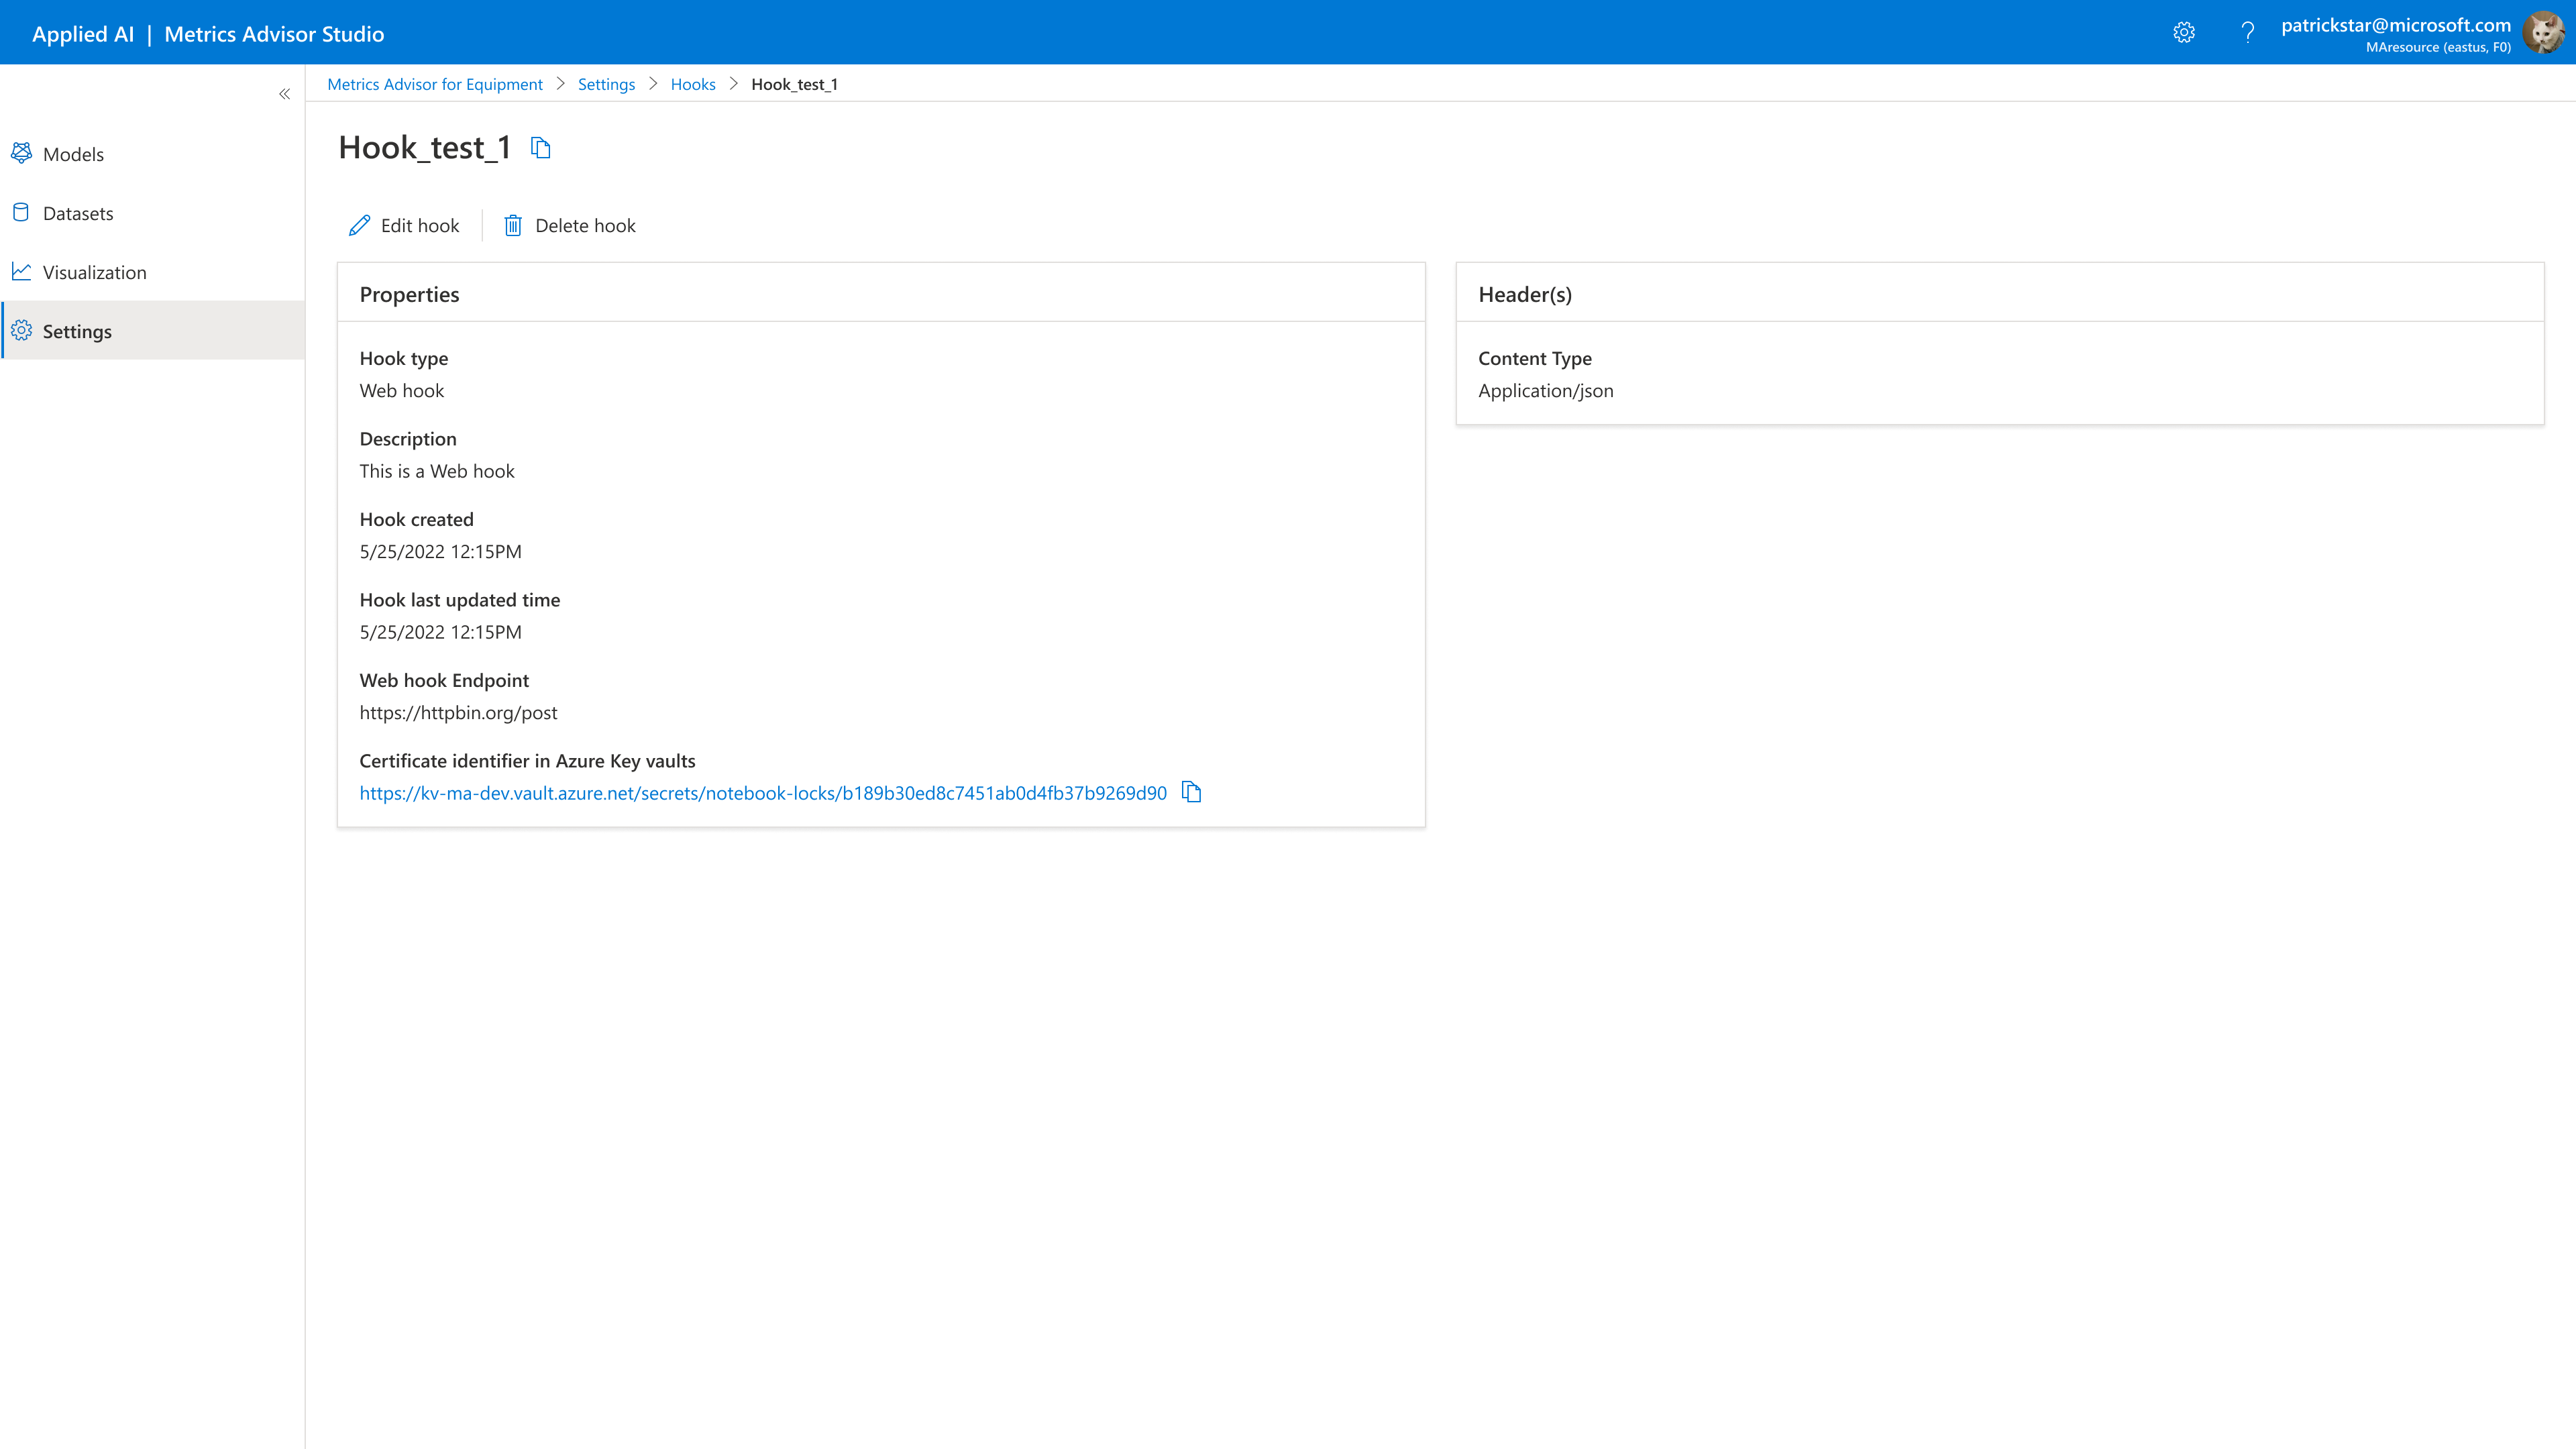 Applied AI | Metrics Advisor Studio
patrickstar@microsoft.com
MAresource (eastus, F0)
Metrics Advisor for Equipment > Settings > Hooks > Hook_test_1
Models
Datasets
Visualization
Settings
Hook_test_1
Edit hook
Delete hook
Properties
Hook type
Web hook
Description
This is a Web hook
Hook created
5/25/2022 12:15PM
Hook last updated time
5/25/2022 12:15PM
Web hook Endpoint
https://httpbin.org/post
Certificate identifier in Azure Key vaults
https://kv-ma-dev.vault.azure.net/secrets/notebook-locks/b189b30ed8c7451ab0d4fb37b9269d90
Header(s)
Content Type
Application/json